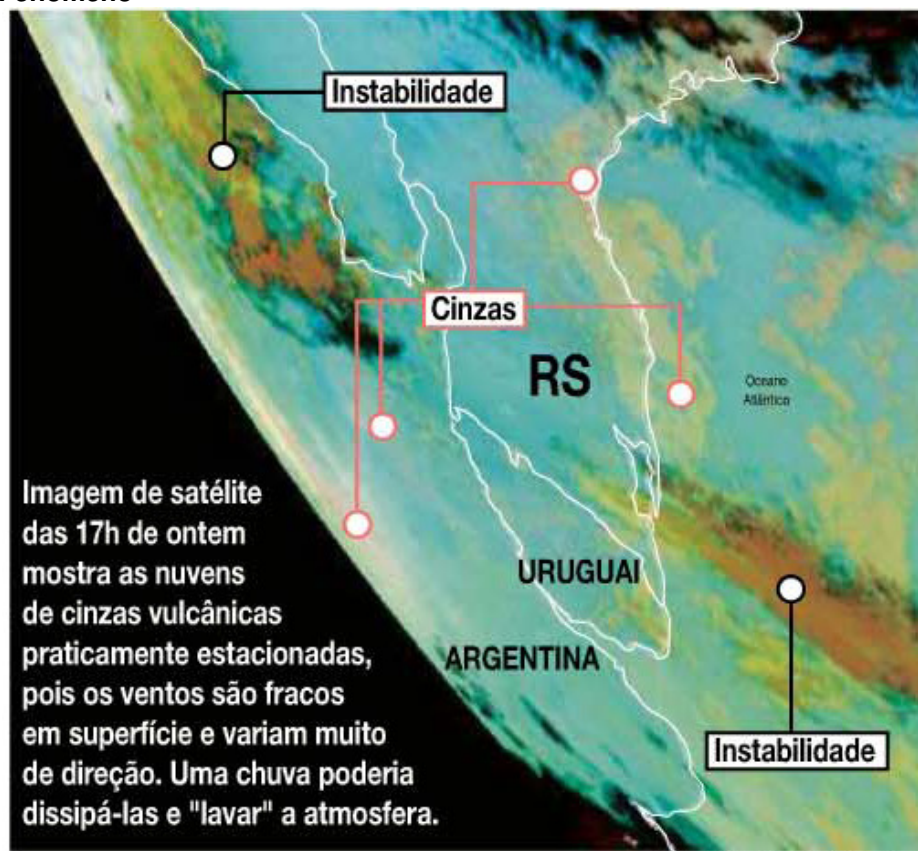 Instabilidade
Cinzas
RS
Oceano
Atlântico
Imagem de satélite
das 17h de ontem
mostra as nuvens
de cinzas vulcânicas
praticamente estacionadas,
pois os ventos são fracos
em superfície e variam muito
de direção. Uma chuva poderia
dissipá-las e "lavar" a atmosfera.
URUGUAI
ARGENTINA
Instabilidade